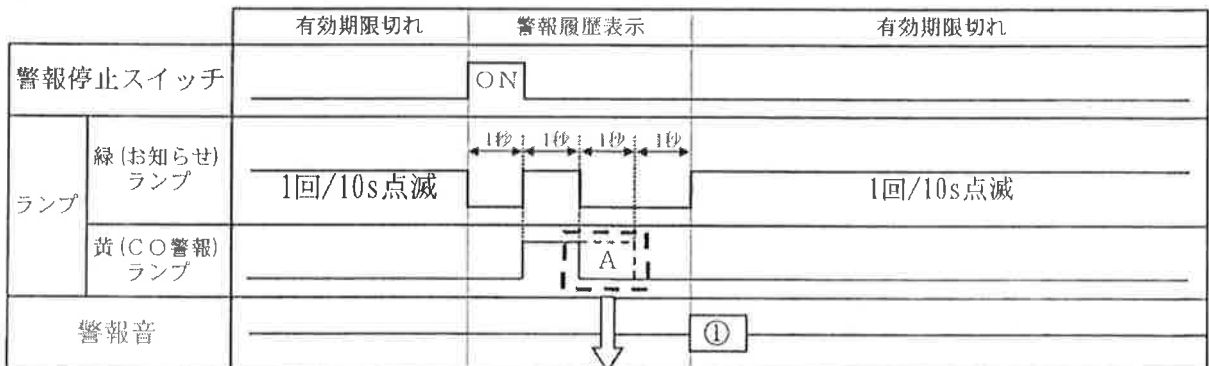 有効期限切れ 警報履歴表示 有効期限切れ
警報停止スイッチ ON
1秒 1秒 1秒 1秒
ランプ
緑(お知らせ)
ランプ
1回/10s点滅 1回/10s点滅
黄(CO警報)
ランプ
A
警報音 ①